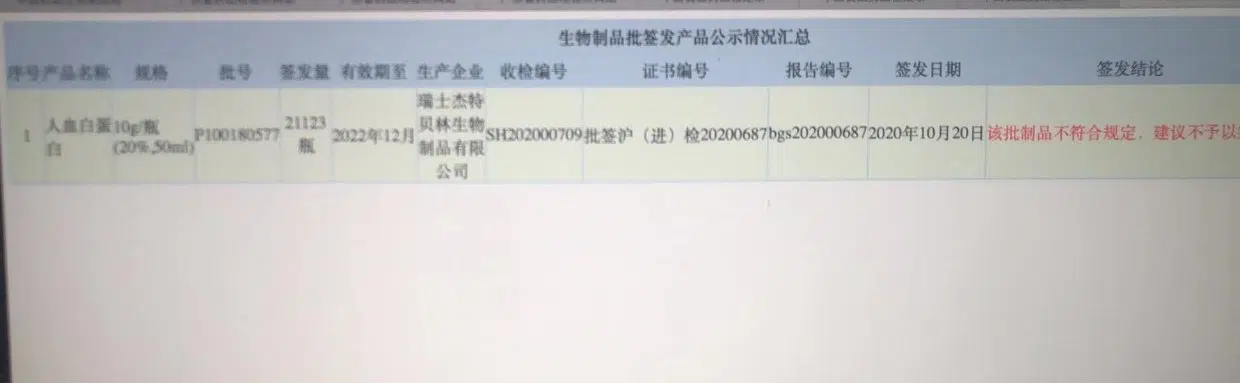 生物制品批签发产品公示情况汇总
序号 产品名称 规格 批号 签发量 有效期至 生产企业 收检编号 证书编号 报告编号 签发日期 签发结论
1 人血白蛋白 10g/瓶(20%,50ml) P100180577 21123瓶 2022年12月 瑞士杰特贝林生物制品有限公司 SH202000709 批签沪（进）检20200687 bgs202000687 2020年10月20日 该批制品不符合规定，建议不予以